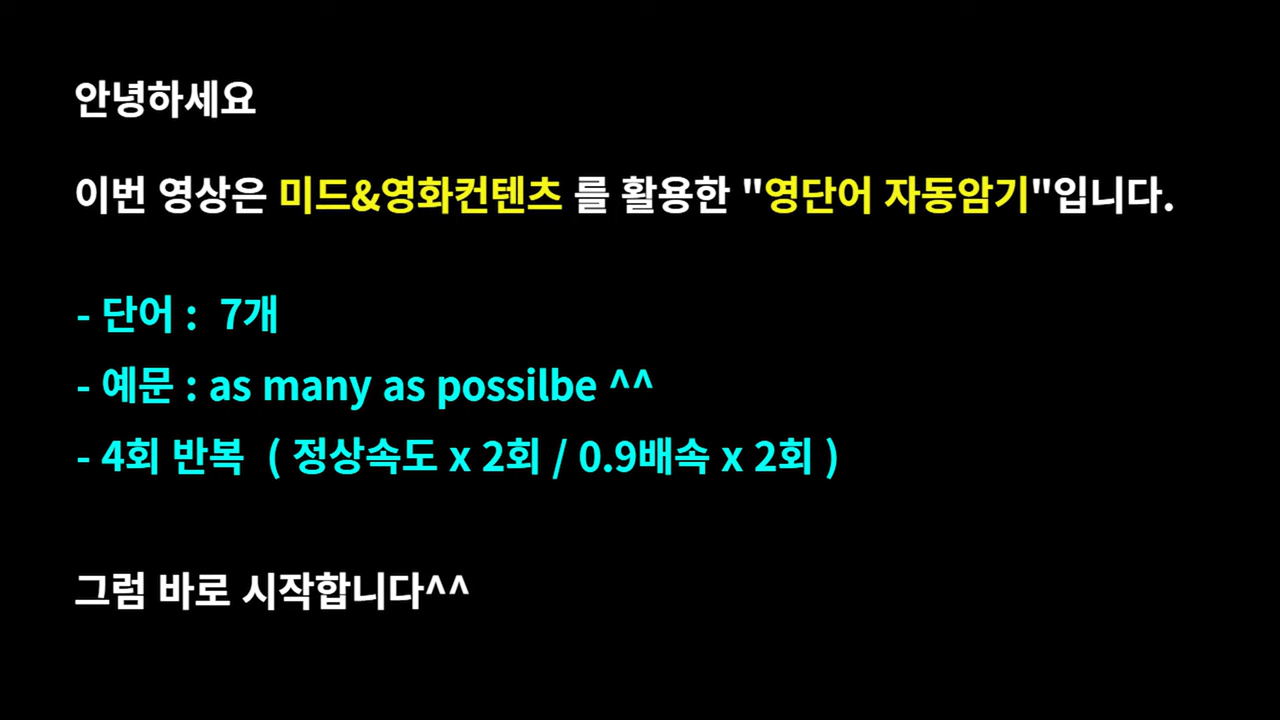 안녕하세요
이번 영상은 미드&영화컨텐츠 를 활용한 "영단어 자동암기"입니다.
- 단어 : 7개
- 예문 : as many as possilbe ^^
- 4회 반복 ( 정상속도 x 2회 / 0.9배속 x 2회 )
그럼 바로 시작합니다^^